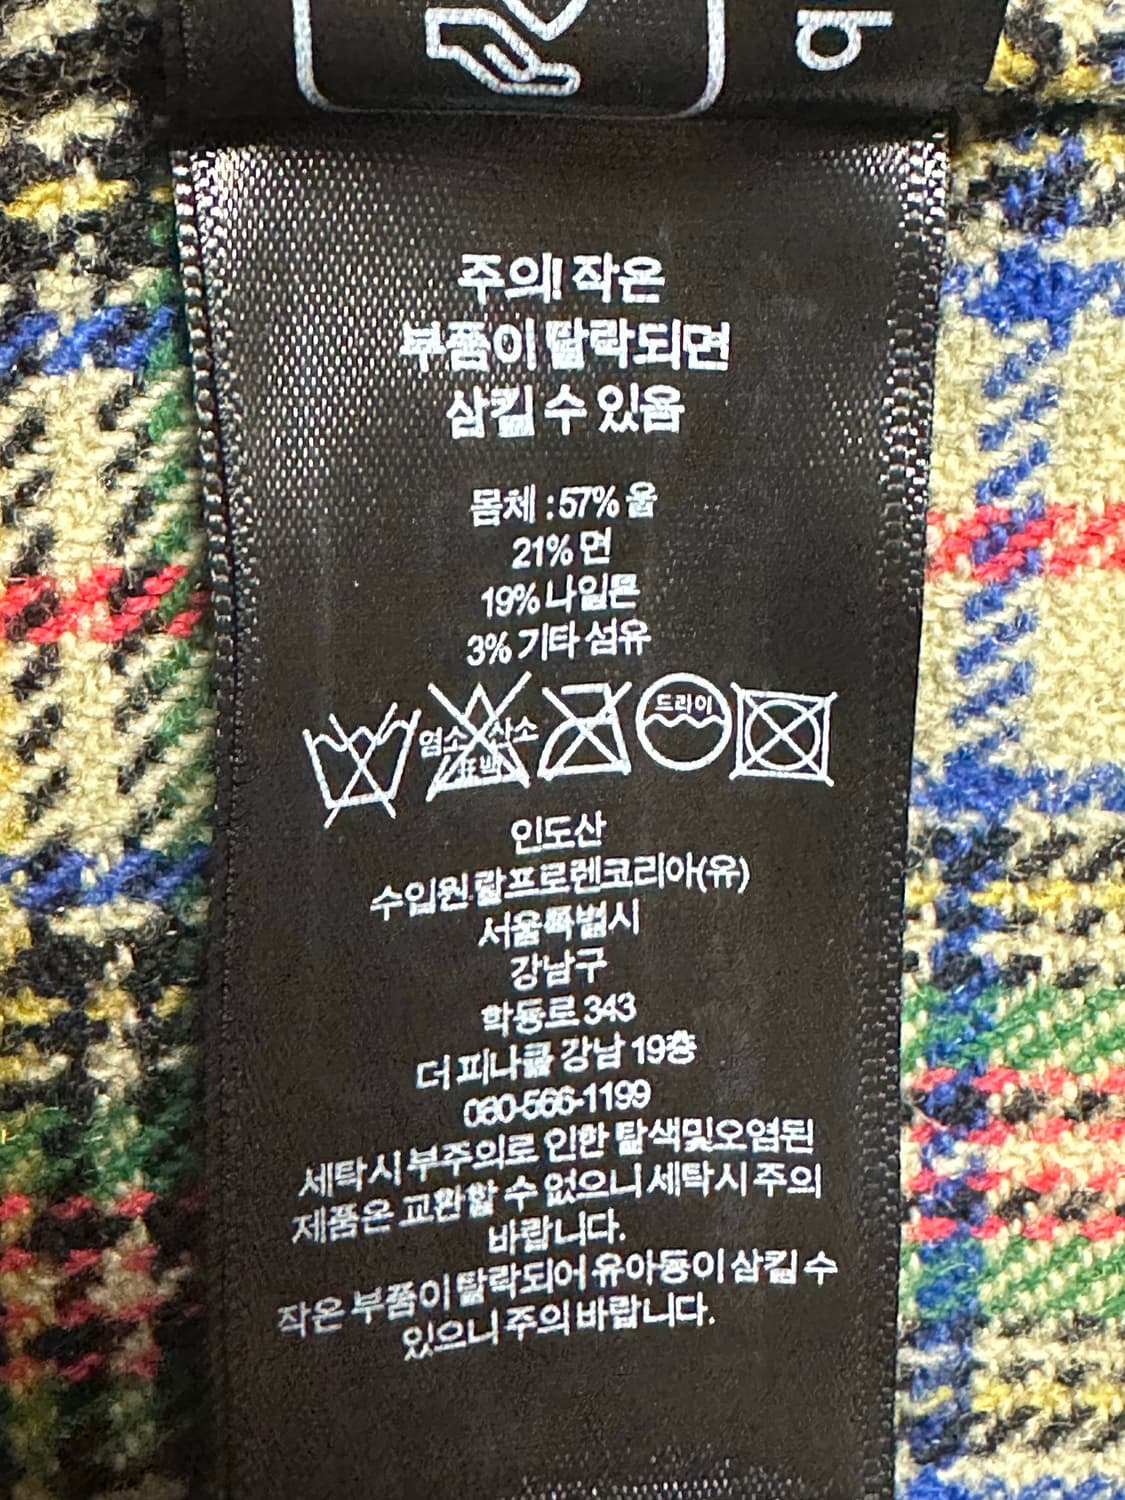 주의! 작은
부품이 탈락되면
삼킬 수 있음
몸체 : 57% 울
21% 면
19% 나일론
3% 기타 섬유
염소 산소
표백
드라이
인도산
수입원.랄프로렌코리아(유)
서울특별시
강남구
학동로 343
더 피나클 강남 19층
080-566-1199
세탁시 부주의로 인한 탈색및오염된
제품은 교환할 수 없으니 세탁시 주의
바랍니다.
작은 부품이 탈락되어 유아동이 삼킬 수
있으니 주의 바랍니다.